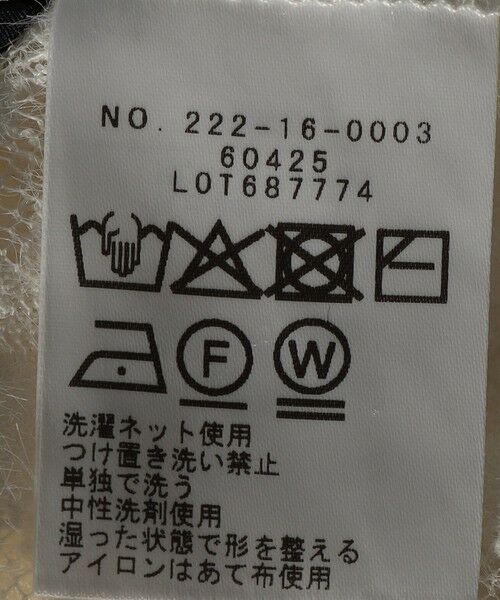 NO. 222-16-0003
60425
LOT687774
F W
洗濯ネット使用
つけ置き洗い禁止
単独で洗う
中性洗剤使用
湿った状態で形を整える
アイロンはあて布使用